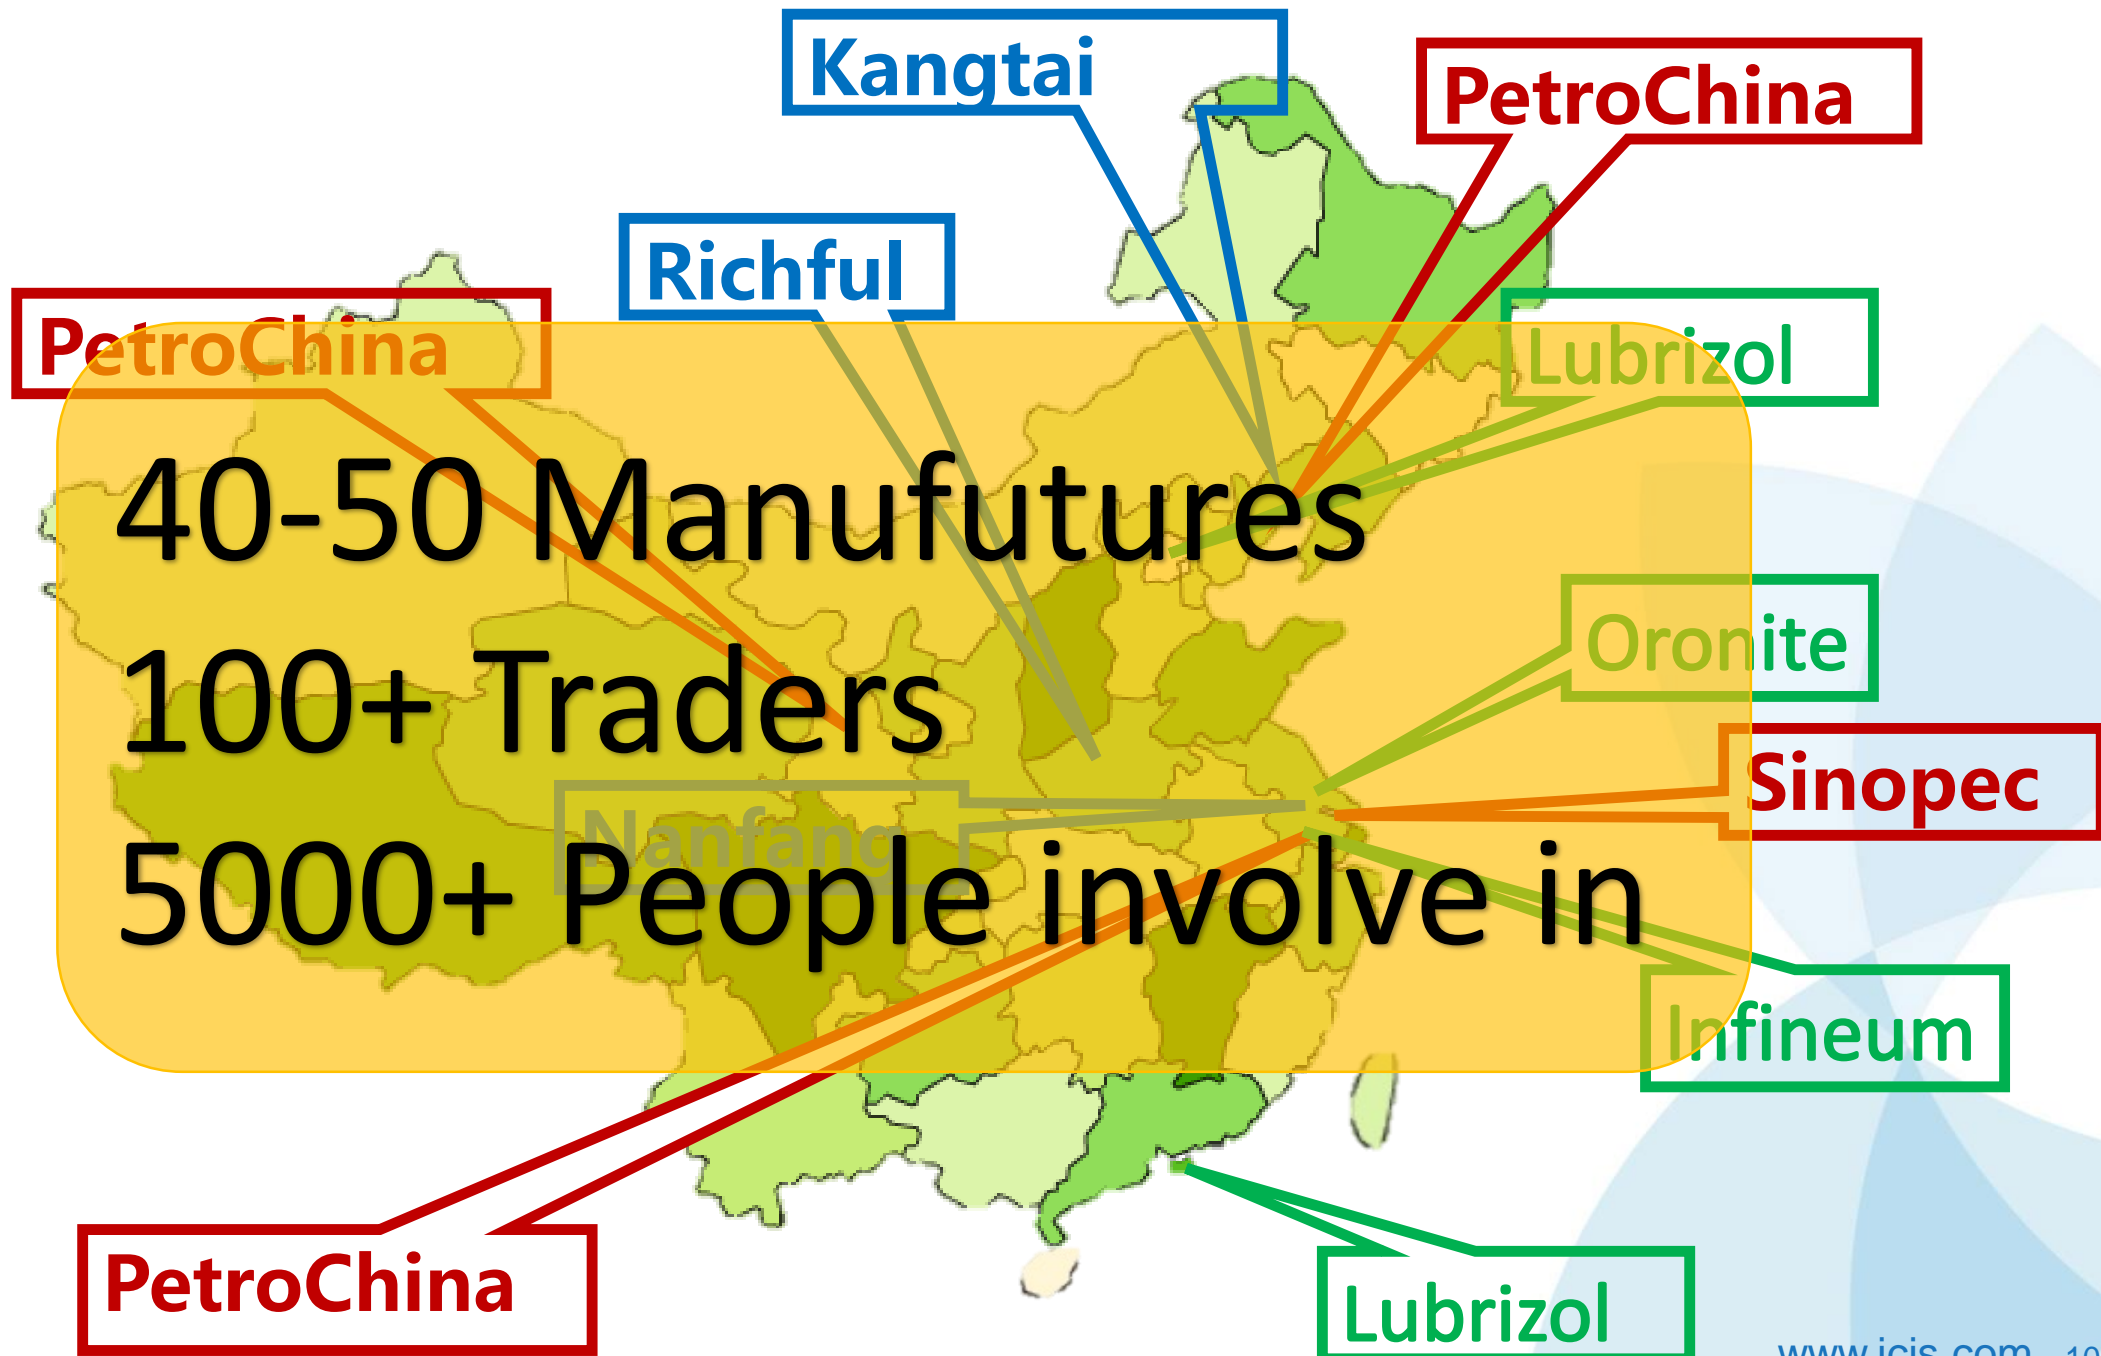 Kangtai
PetroChina
Richful
PetroChina
Lubrizol
40-50 Manufutures
Oronite
100+ Traders
Sinopec
Nanfang
5000+ People involve in
Infineum
PetroChina
Lubrizol
www.icis.com 10